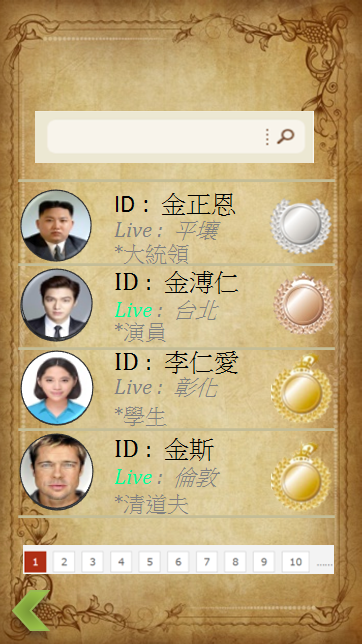 ID : 金正恩
Live : 平壤
*大統領
ID : 金溥仁
Live : 台北
*演員
ID : 李仁愛
Live : 彰化
*學生
ID : 金斯
Live : 倫敦
*清道夫
1 2 3 4 5 6 7 8 9 10 ......